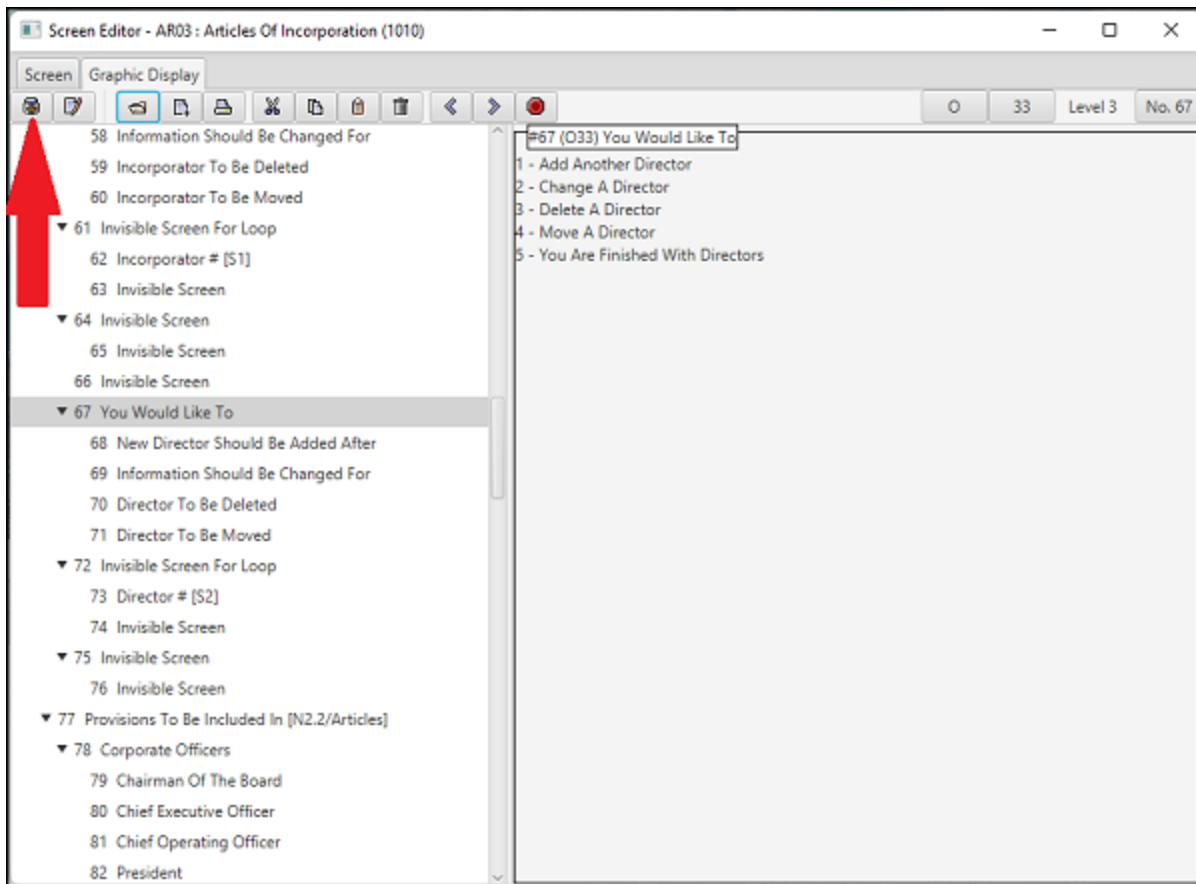 Screen Editor - AR03 : Articles Of Incorporation (1010)
Screen Graphic Display
O 33 Level 3 No. 67
58 Information Should Be Changed For
59 Incorporator To Be Deleted
60 Incorporator To Be Moved
61 Invisible Screen For Loop
62 Incorporator # [S1]
63 Invisible Screen
64 Invisible Screen
65 Invisible Screen
66 Invisible Screen
67 You Would Like To
68 New Director Should Be Added After
69 Information Should Be Changed For
70 Director To Be Deleted
71 Director To Be Moved
72 Invisible Screen For Loop
73 Director # [S2]
74 Invisible Screen
75 Invisible Screen
76 Invisible Screen
77 Provisions To Be Included In [N2.2/Articles]
78 Corporate Officers
79 Chairman Of The Board
80 Chief Executive Officer
81 Chief Operating Officer
82 President
#67 (O33) You Would Like To
1 - Add Another Director
2 - Change A Director
3 - Delete A Director
4 - Move A Director
5 - You Are Finished With Directors